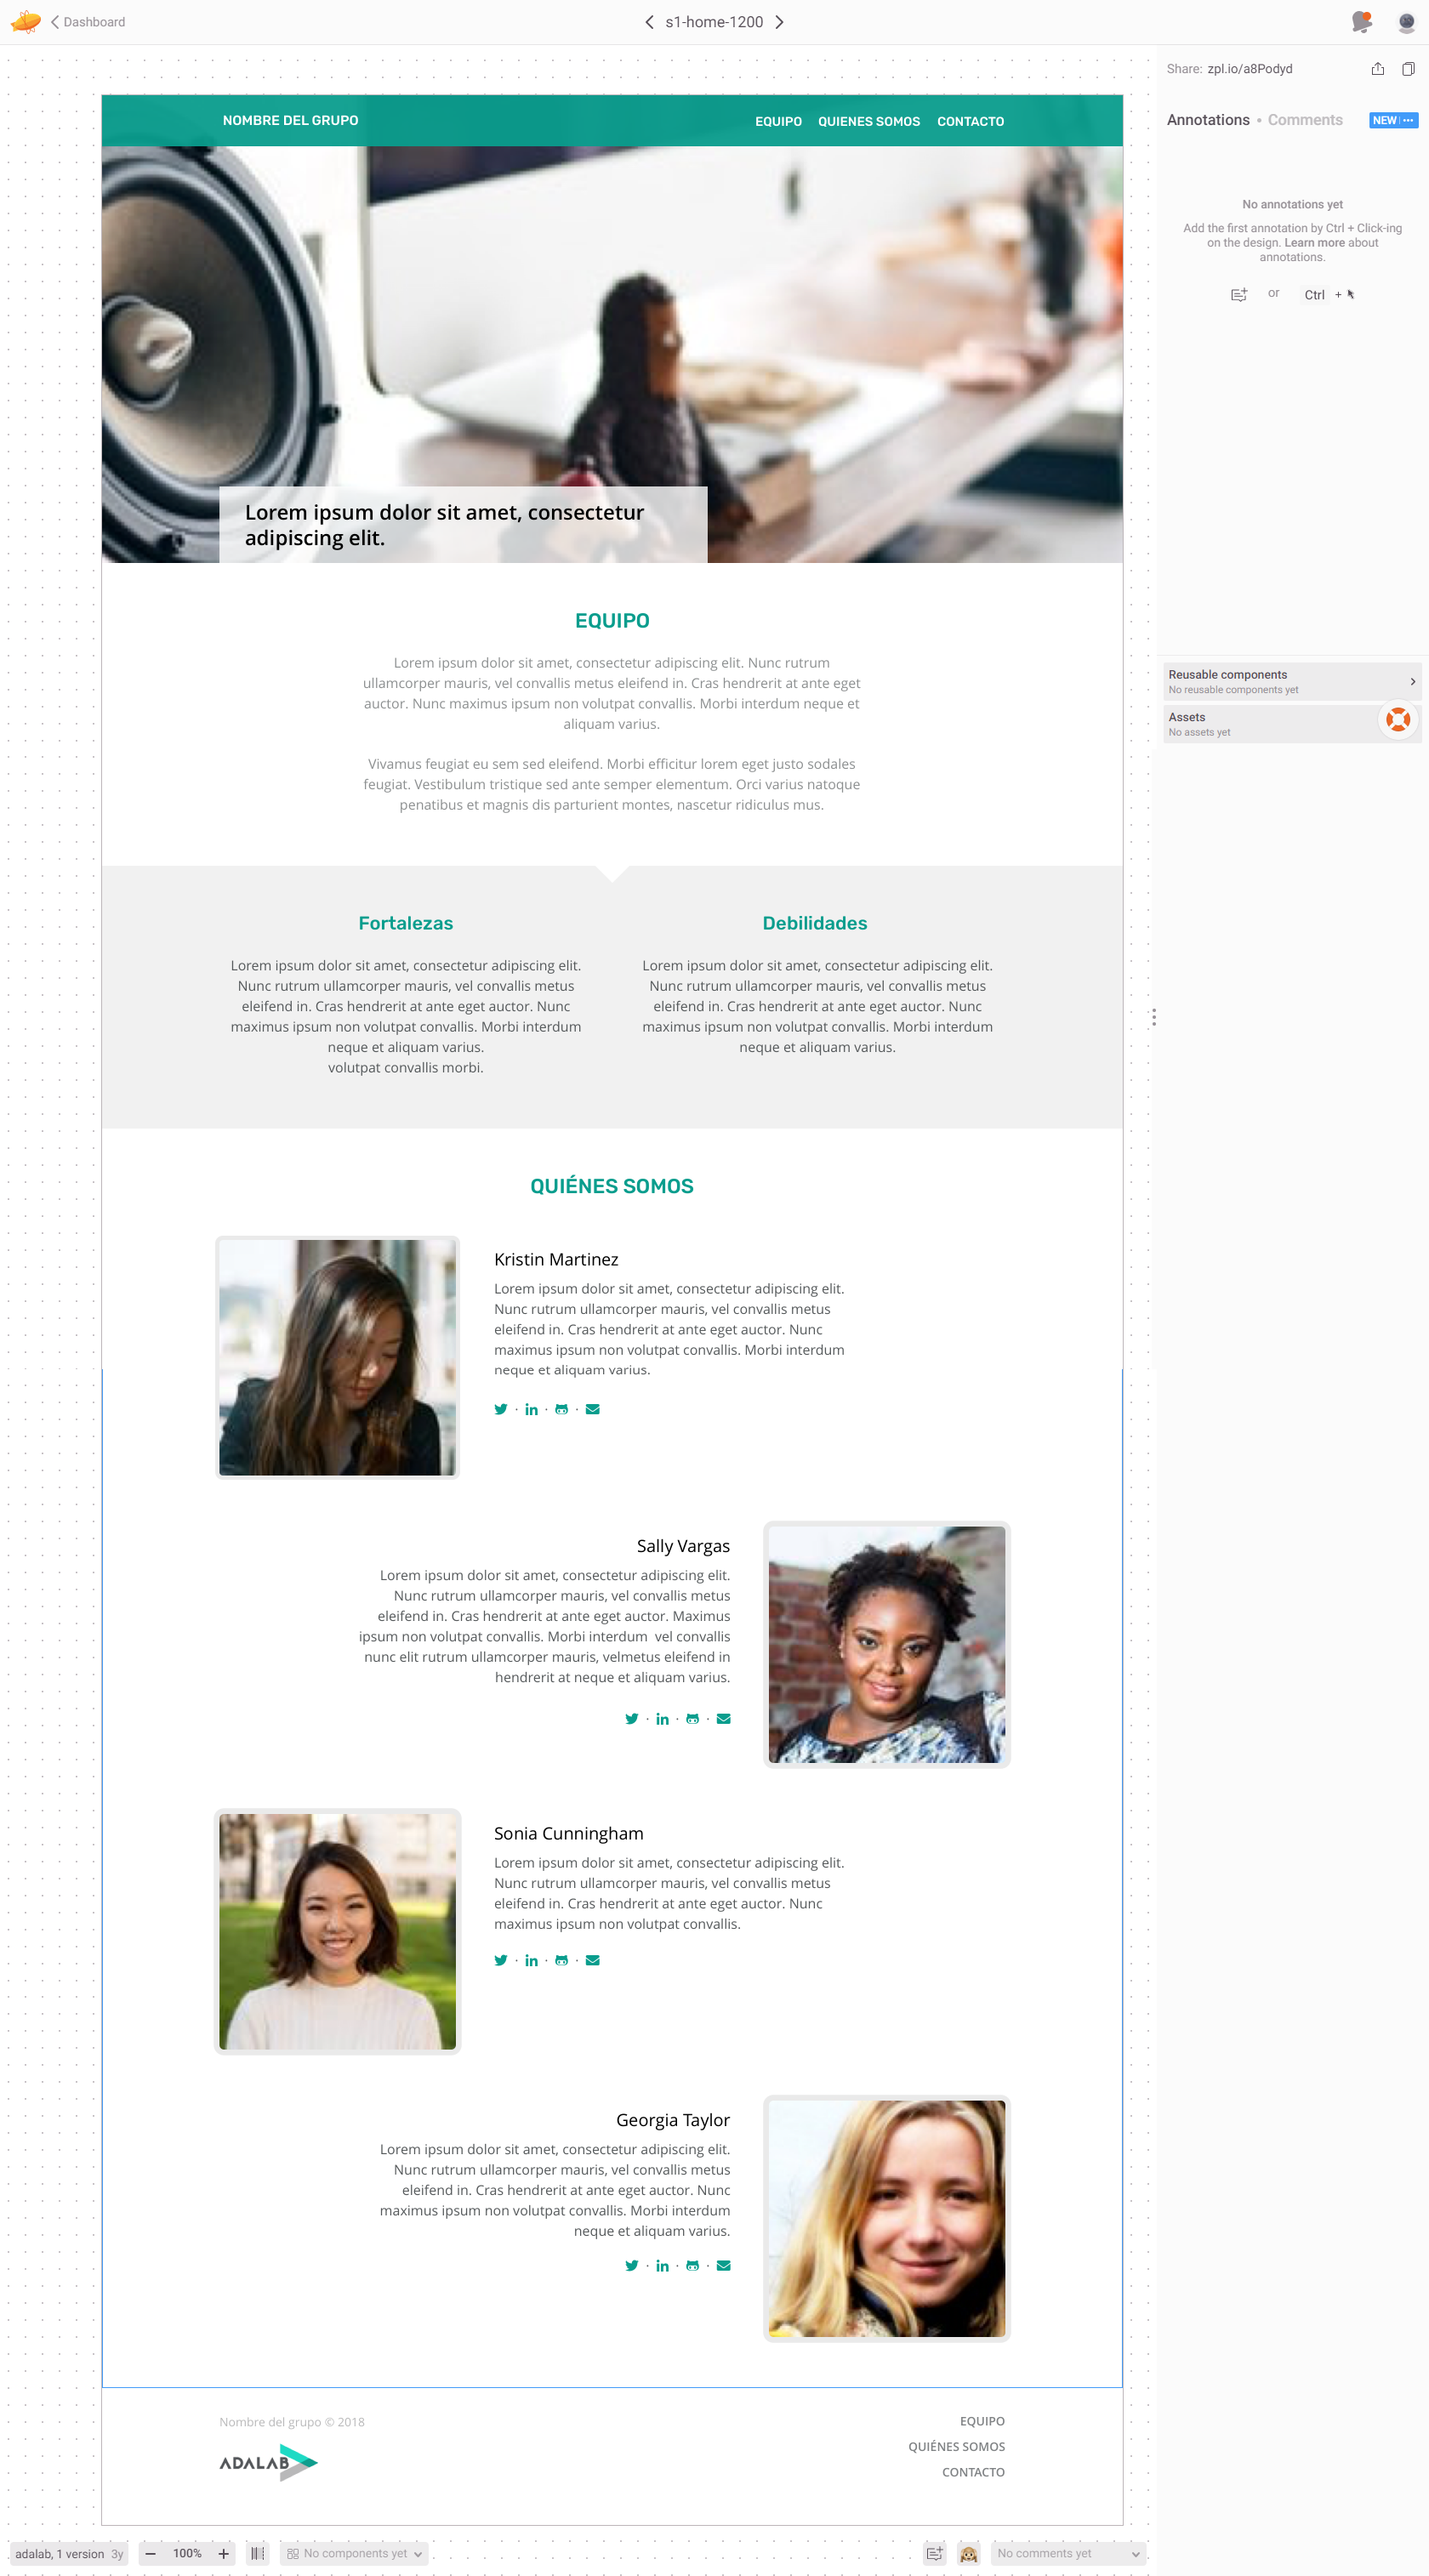 Dashboard
s1-home-1200
Share: zpl.io/a8Podyd
Annotations • Comments
NEW
No annotations yet
Add the first annotation by Ctrl + Click-ing
on the design. Learn more about
annotations.
or Ctrl +
Reusable components
No reusable components yet
Assets
No assets yet
NOMBRE DEL GRUPO
EQUIPO QUIENES SOMOS CONTACTO
Lorem ipsum dolor sit amet, consectetur
adipiscing elit.
EQUIPO
Lorem ipsum dolor sit amet, consectetur adipiscing elit. Nunc rutrum
ullamcorper mauris, vel convallis metus eleifend in. Cras hendrerit at ante eget
auctor. Nunc maximus ipsum non volutpat convallis. Morbi interdum neque et
aliquam varius.
Vivamus feugiat eu sem sed eleifend. Morbi efficitur lorem eget justo sodales
feugiat. Vestibulum tristique sed ante semper elementum. Orci varius natoque
penatibus et magnis dis parturient montes, nascetur ridiculus mus.
Fortalezas
Lorem ipsum dolor sit amet, consectetur adipiscing elit.
Nunc rutrum ullamcorper mauris, vel convallis metus
eleifend in. Cras hendrerit at ante eget auctor. Nunc
maximus ipsum non volutpat convallis. Morbi interdum
neque et aliquam varius.
volutpat convallis morbi.
Debilidades
Lorem ipsum dolor sit amet, consectetur adipiscing elit.
Nunc rutrum ullamcorper mauris, vel convallis metus
eleifend in. Cras hendrerit at ante eget auctor. Nunc
maximus ipsum non volutpat convallis. Morbi interdum
neque et aliquam varius.
QUIÉNES SOMOS
Kristin Martinez
Lorem ipsum dolor sit amet, consectetur adipiscing elit.
Nunc rutrum ullamcorper mauris, vel convallis metus
eleifend in. Cras hendrerit at ante eget auctor. Nunc
maximus ipsum non volutpat convallis. Morbi interdum
neque et aliquam varius.
Sally Vargas
Lorem ipsum dolor sit amet, consectetur adipiscing elit.
Nunc rutrum ullamcorper mauris, vel convallis metus
eleifend in. Cras hendrerit at ante eget auctor. Maximus
ipsum non volutpat convallis. Morbi interdum vel convallis
nunc elit rutrum ullamcorper mauris, velmetus eleifend in
hendrerit at neque et aliquam varius.
Sonia Cunningham
Lorem ipsum dolor sit amet, consectetur adipiscing elit.
Nunc rutrum ullamcorper mauris, vel convallis metus
eleifend in. Cras hendrerit at ante eget auctor. Nunc
maximus ipsum non volutpat convallis.
Georgia Taylor
Lorem ipsum dolor sit amet, consectetur adipiscing elit.
Nunc rutrum ullamcorper mauris, vel convallis metus
eleifend in. Cras hendrerit at ante eget auctor. Nunc
maximus ipsum non volutpat convallis. Morbi interdum
neque et aliquam varius.
Nombre del grupo © 2018
ADALAB
EQUIPO
QUIÉNES SOMOS
CONTACTO
adalab, 1 version 3y
100%
No components yet
No comments yet